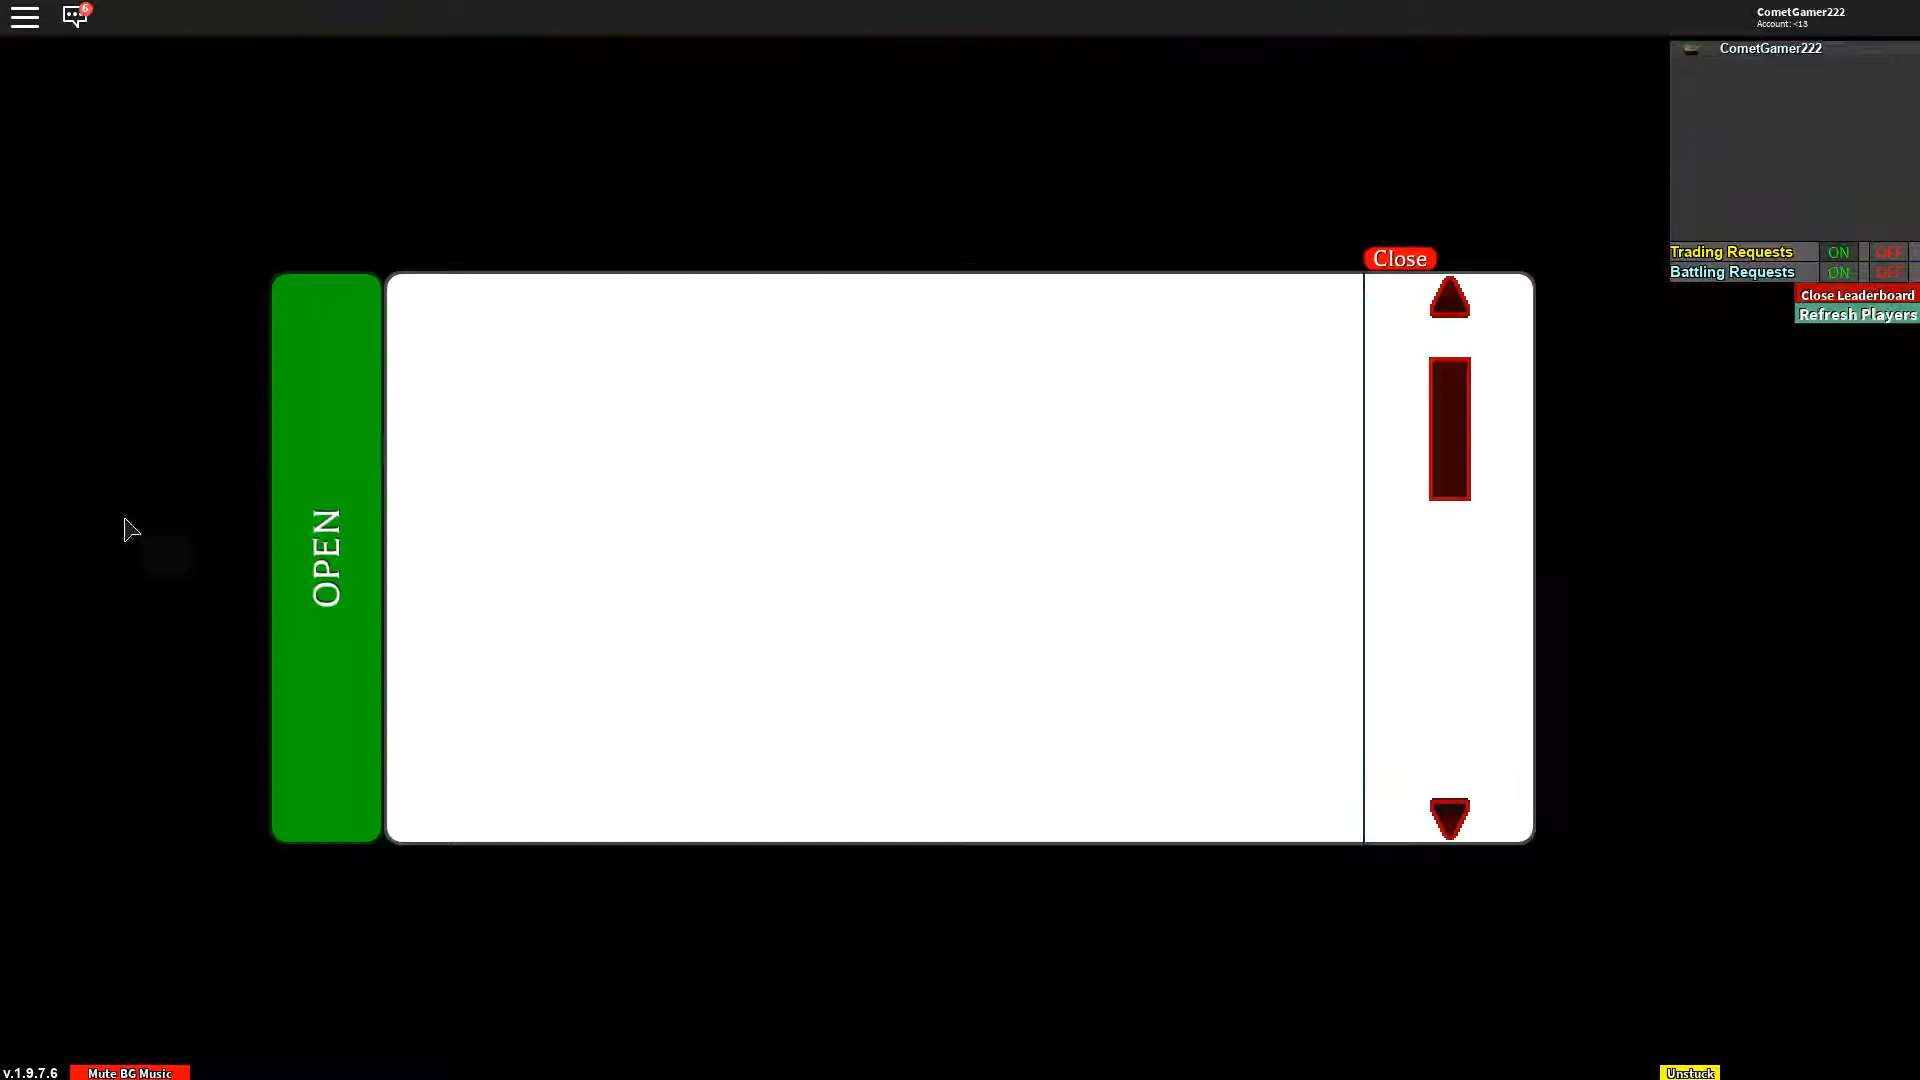 6
CometGamer222
Account: <13
CometGamer222
Trading Requests ON OFF
Battling Requests ON OFF
Close Leaderboard
Refresh Players
Close
OPEN
v.1.9.7.6
Mute BG Music
Unstuck